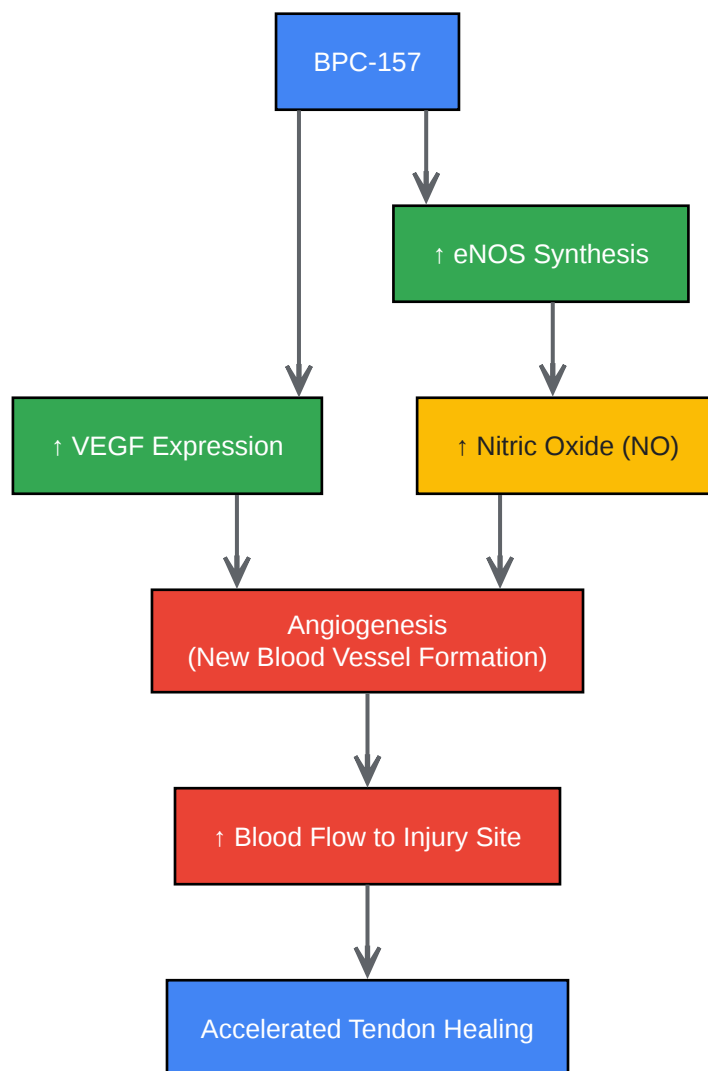 BPC-157
↑ eNOS Synthesis
↑ VEGF Expression
↑ Nitric Oxide (NO)
Angiogenesis
(New Blood Vessel Formation)
↑ Blood Flow to Injury Site
Accelerated Tendon Healing